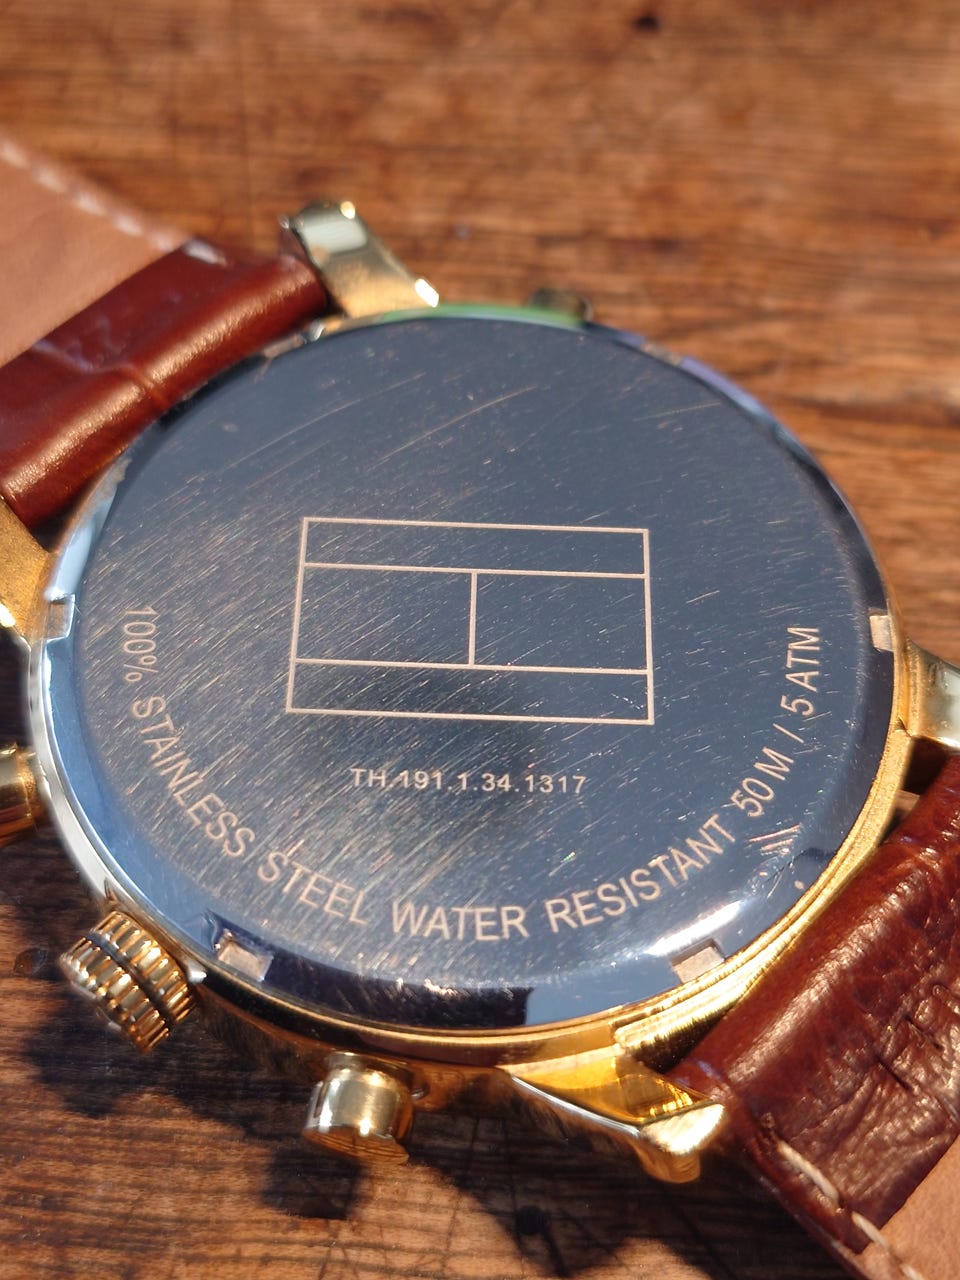 TH.191.1.34.1317
100% STAINLESS STEEL WATER RESISTANT 50 M / 5 ATM